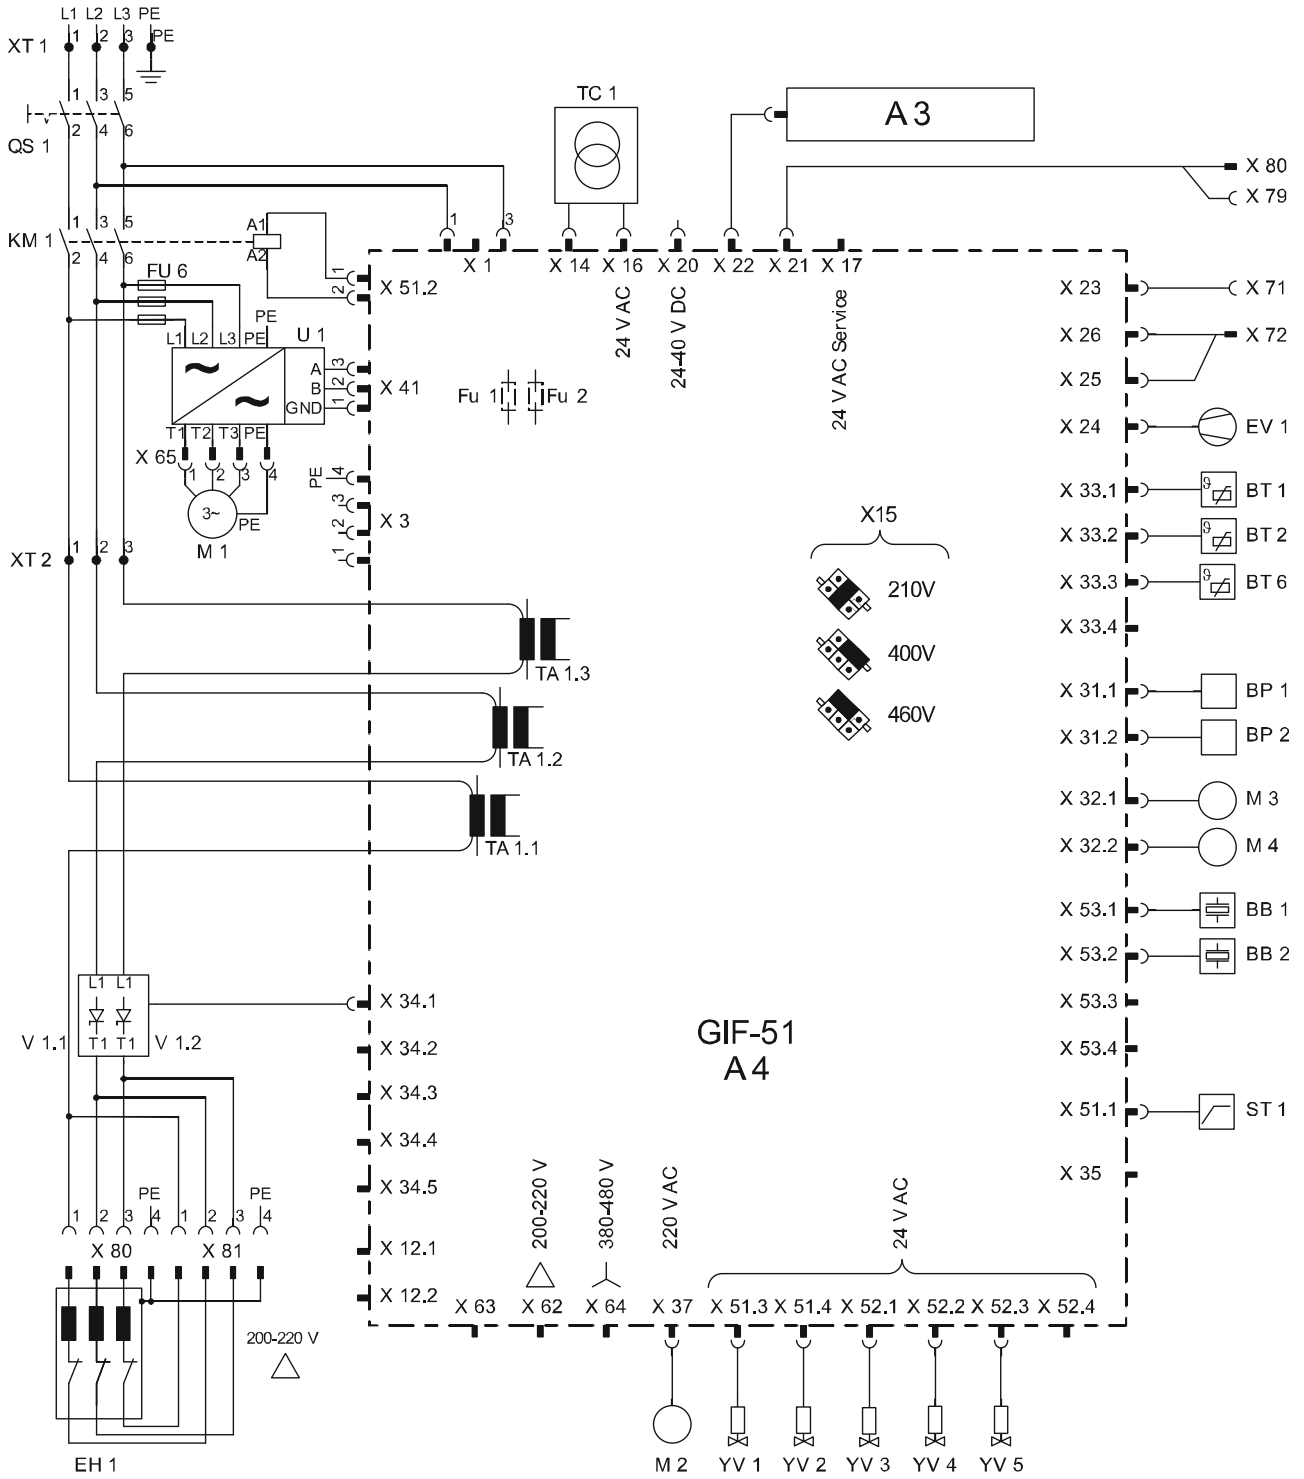 L1 L2 L3 PE
1 2 3 PE
XT 1
1 3 5
2 4 6
QS 1
TC 1
A 3
X 80
X 79
1 3 5
KM 1
A1
A2
2 4 6
FU 6
1 3
X 1 X 14 X 16 X 20 X 22 X 21 X 17
24 V AC
24-40 V DC
24 V AC Service
1
2
X 51.2
X 23 X 71
X 26 X 72
X 25
X 24 EV 1
PE
L1 L2 L3 PE U 1
A
B
GND
3
2
1
X 41
Fu 1 Fu 2
T1 T2 T3 PE
X 65
1 2 3 4
3~
PE
M 1
PE
4
3
2
1
X 3
XT 2
1 2 3
X15
210V
400V
460V
X 33.1 BT 1
X 33.2 BT 2
X 33.3 BT 6
ϑ
ϑ
ϑ
X 33.4
X 31.1 BP 1
X 31.2 BP 2
X 32.1 M 3
X 32.2 M 4
X 53.1 BB 1
X 53.2 BB 2
X 53.3
X 53.4
X 51.1 ST 1
X 35
TA 1.3
TA 1.2
TA 1.1
L1 L1
T1 T1
V 1.1 V 1.2
X 34.1
X 34.2
X 34.3
X 34.4
X 34.5
X 12.1
X 12.2
GIF-51
A 4
PE PE
1 2 3 4 1 2 3 4
X 80 X 81
200-220 V
EH 1
200-220 V
380-480 V
220 V AC
24 V AC
X 63 X 62 X 64 X 37 X 51.3 X 51.4 X 52.1 X 52.2 X 52.3 X 52.4
M 2 YV 1 YV 2 YV 3 YV 4 YV 5